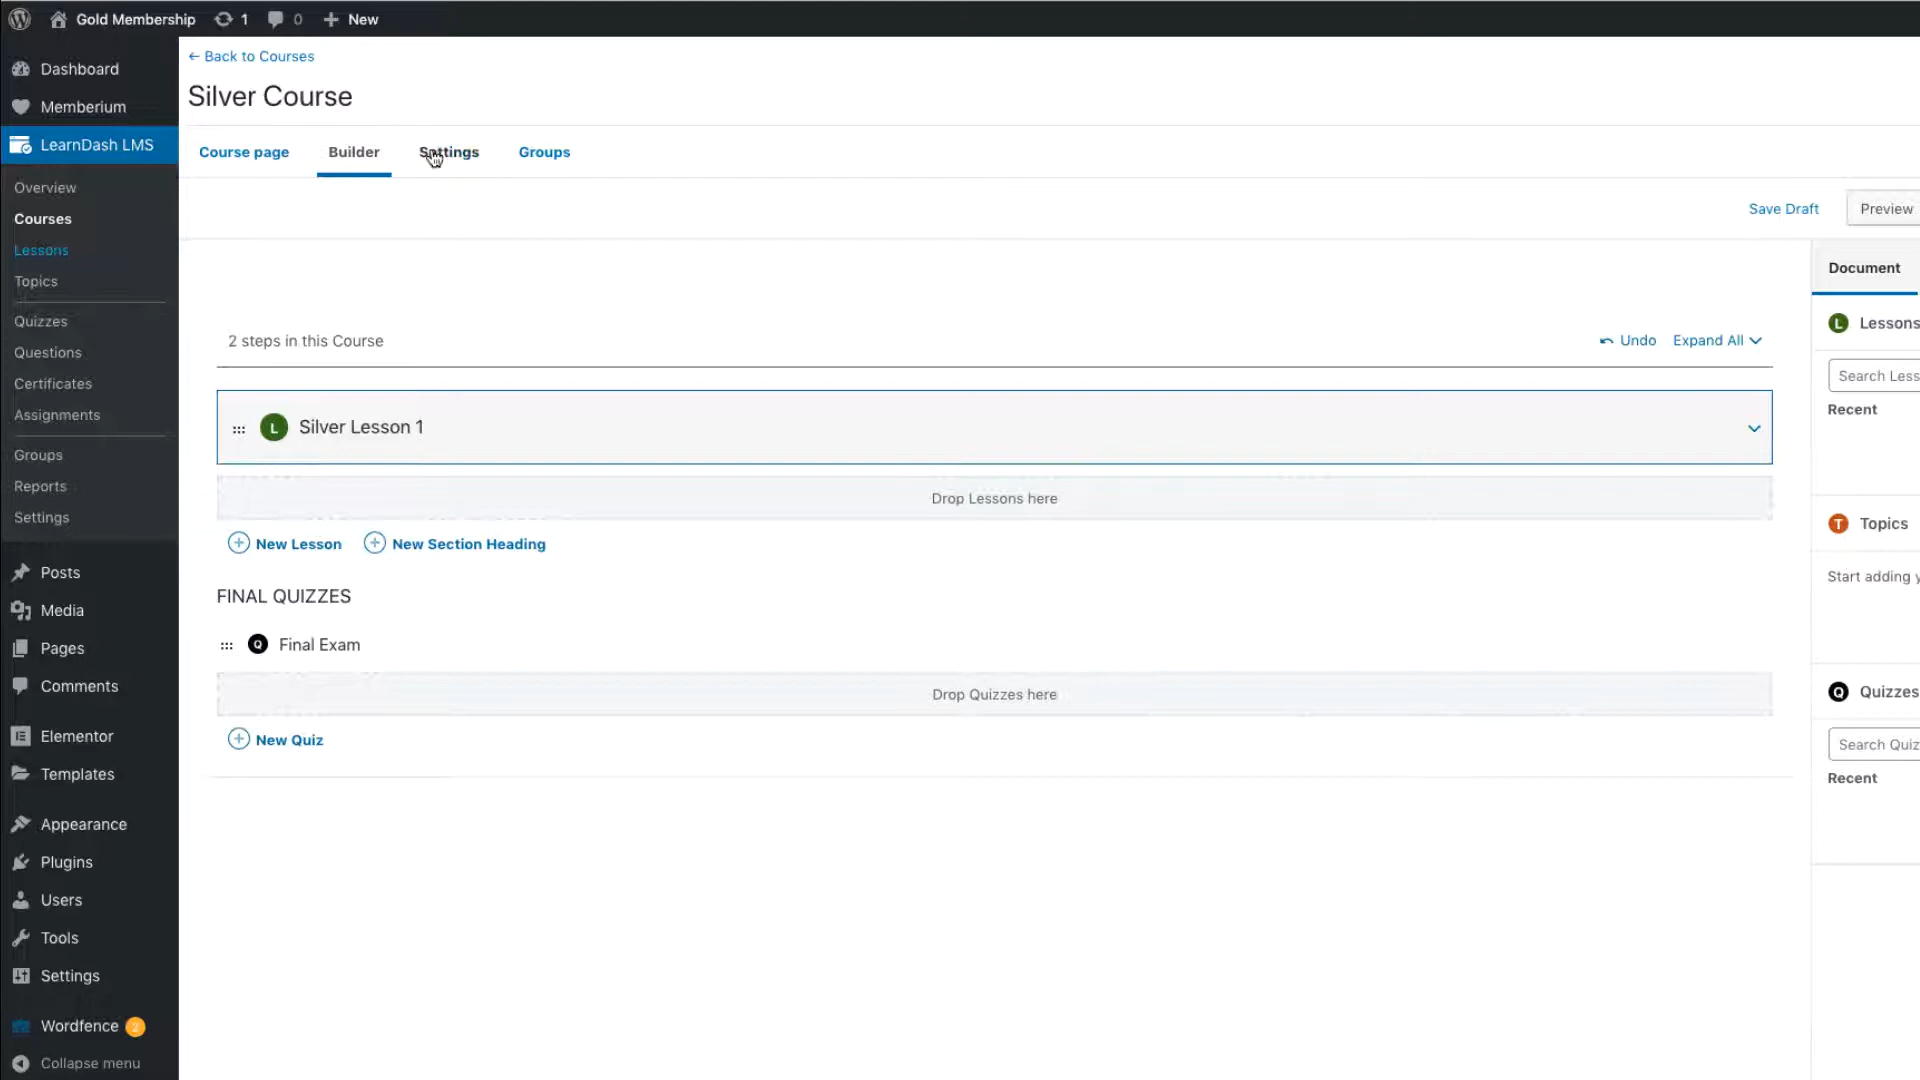 Gold Membership 1 0 New
Dashboard
Memberium
LearnDash LMS
Overview
Courses
Lessons
Topics
Quizzes
Questions
Certificates
Assignments
Groups
Reports
Settings
Posts
Media
Pages
Comments
Elementor
Templates
Appearance
Plugins
Users
Tools
Settings
Wordfence 2
Collapse menu
← Back to Courses
Silver Course
Course page Builder Settings Groups
Save Draft Preview
2 steps in this Course Undo Expand All
L Silver Lesson 1
Drop Lessons here
New Lesson New Section Heading
FINAL QUIZZES
Q Final Exam
Drop Quizzes here
New Quiz
Document
L Lessons
Search Less
Recent
T Topics
Start adding y
Q Quizzes
Search Quiz
Recent